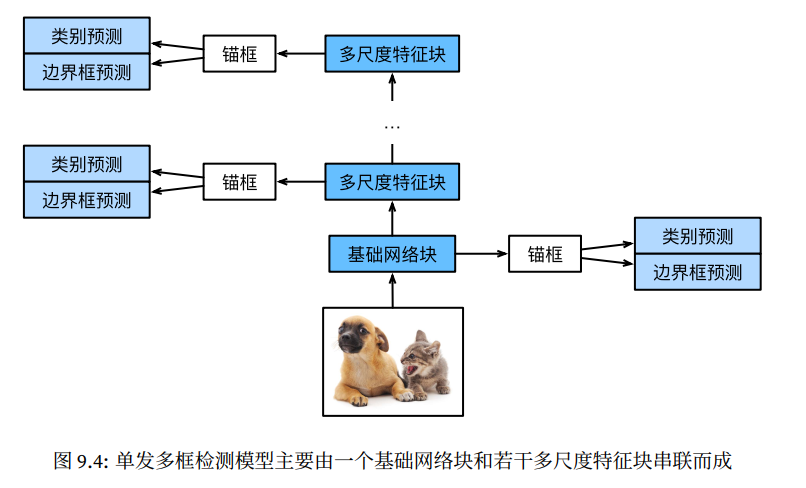 类别预测
边界框预测
锚框
多尺度特征块
...
类别预测
边界框预测
锚框
多尺度特征块
基础网络块
锚框
类别预测
边界框预测
图 9.4: 单发多框检测模型主要由一个基础网络块和若干多尺度特征块串联而成